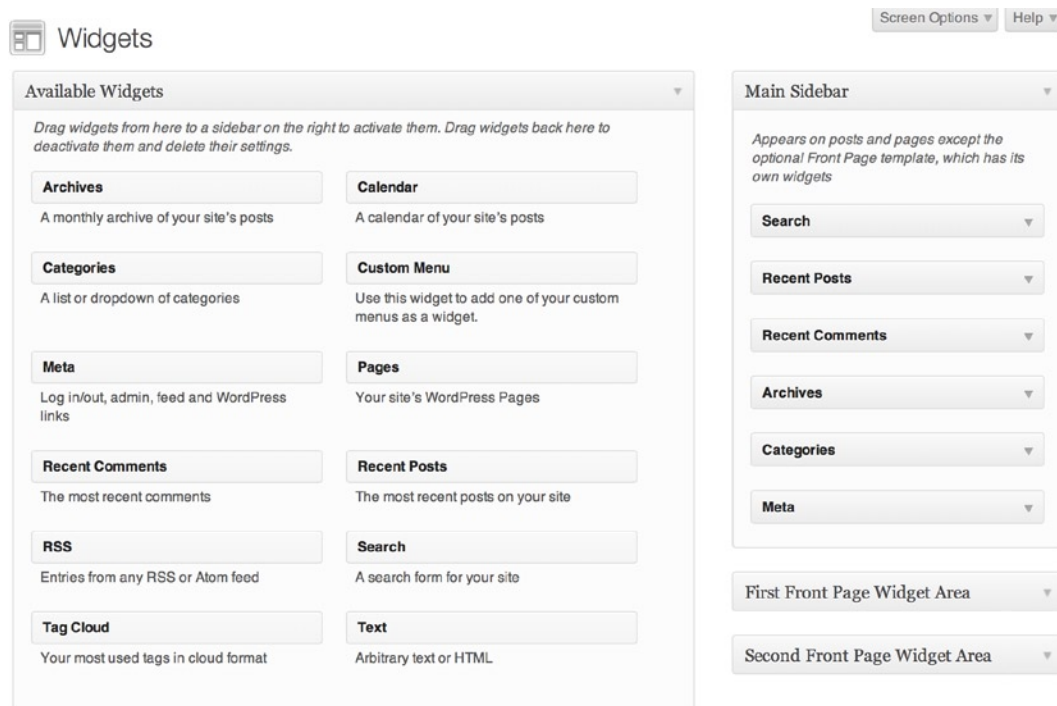 Screen Options
Help
Widgets
Available Widgets
Drag widgets from here to a sidebar on the right to activate them. Drag widgets back here to
deactivate them and delete their settings.
Archives
Calendar
A monthly archive of your site's posts
A calendar of your site's posts
Categories
Custom Menu
A list or dropdown of categories
Use this widget to add one of your custom
menus as a widget.
Meta
Pages
Log in/out, admin, feed and WordPress
links
Your site's WordPress Pages
Recent Comments
Recent Posts
The most recent comments
The most recent posts on your site
RSS
Search
Entries from any RSS or Atom feed
A search form for your site
Tag Cloud
Text
Your most used tags in cloud format
Arbitrary text or HTML
Main Sidebar
Appears on posts and pages except the
optional Front Page template, which has its
own widgets
Search
Recent Posts
Recent Comments
Archives
Categories
Meta
First Front Page Widget Area
Second Front Page Widget Area